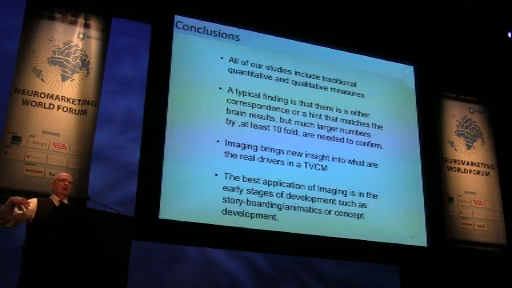 NEUROMARKETING
WORLD FORUM
Conclusions
• All of our studies include traditional
quantitative and qualitative measures
• A typical finding is that there is a either
correspondence or a hint that matches the
brain results, but much larger numbers
by ,at least 10 fold, are needed to confirm.
• Imaging brings new insight into what are
the real drivers in a TVCM
• The best application of Imaging is in the
early stages of development such as
story-boarding/animatics or concept
development.
NEUROMARKETING
WORLD FORUM